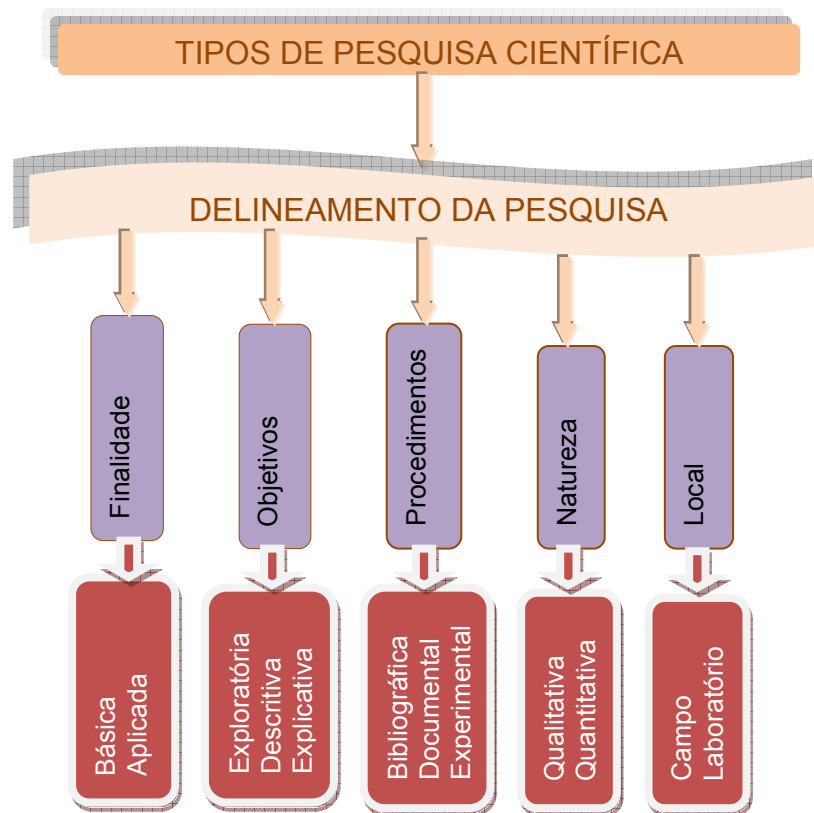 TIPOS DE PESQUISA CIENTÍFICA
DELINEAMENTO DA PESQUISA
Finalidade
Objetivos
Procedimentos
Natureza
Local
Básica
Aplicada
Exploratória
Descritiva
Explicativa
Bibliográfica
Documental
Experimental
Qualitativa
Quantitativa
Campo
Laboratório